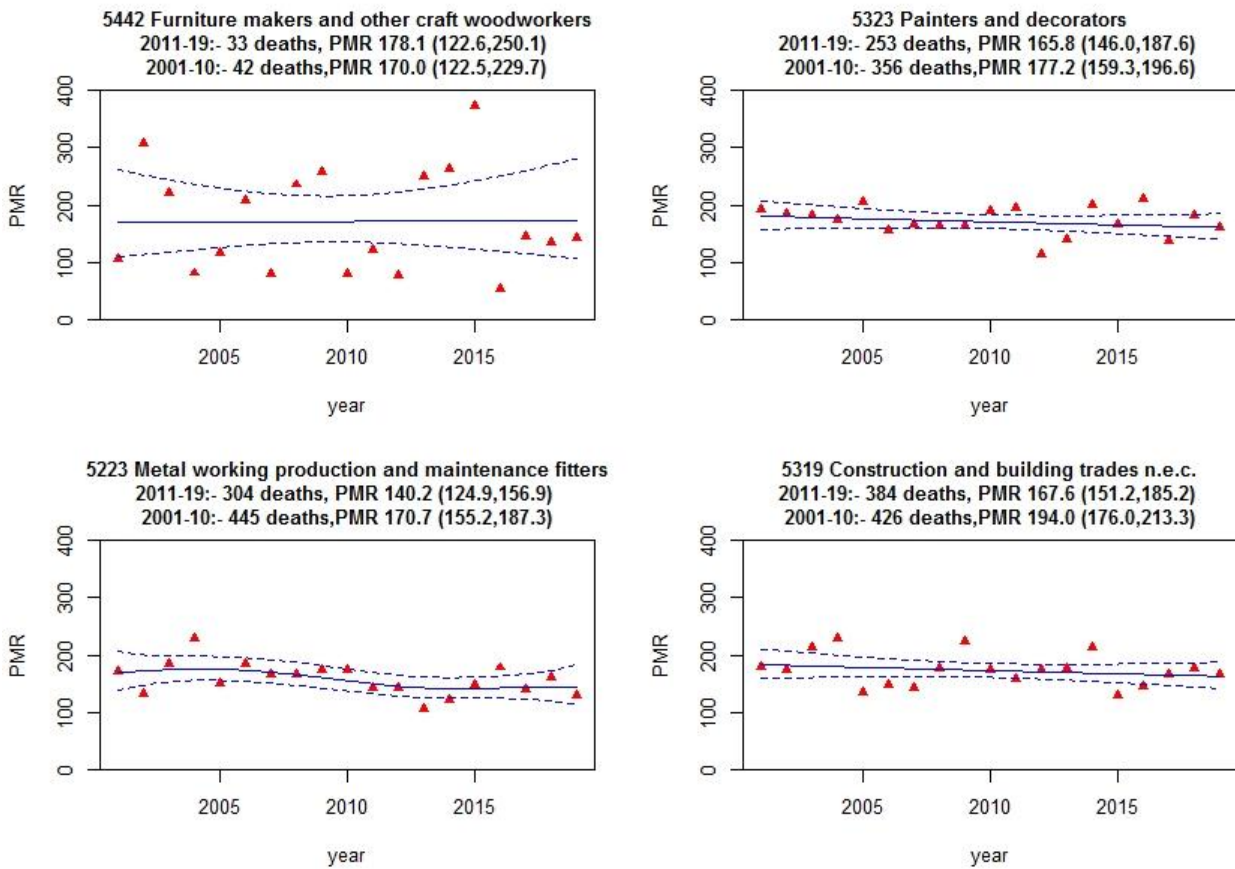 5442 Furniture makers and other craft woodworkers
2011-19:- 33 deaths, PMR 178.1 (122.6,250.1)
2001-10:- 42 deaths,PMR 170.0 (122.5,229.7)
400
300
200
100
0
PMR
2005 2010 2015
year
5323 Painters and decorators
2011-19:- 253 deaths, PMR 165.8 (146.0,187.6)
2001-10:- 356 deaths,PMR 177.2 (159.3,196.6)
400
300
200
100
0
PMR
2005 2010 2015
year
5223 Metal working production and maintenance fitters
2011-19:- 304 deaths, PMR 140.2 (124.9,156.9)
2001-10:- 445 deaths,PMR 170.7 (155.2,187.3)
400
300
200
100
0
PMR
2005 2010 2015
year
5319 Construction and building trades n.e.c.
2011-19:- 384 deaths, PMR 167.6 (151.2,185.2)
2001-10:- 426 deaths,PMR 194.0 (176.0,213.3)
400
300
200
100
0
PMR
2005 2010 2015
year